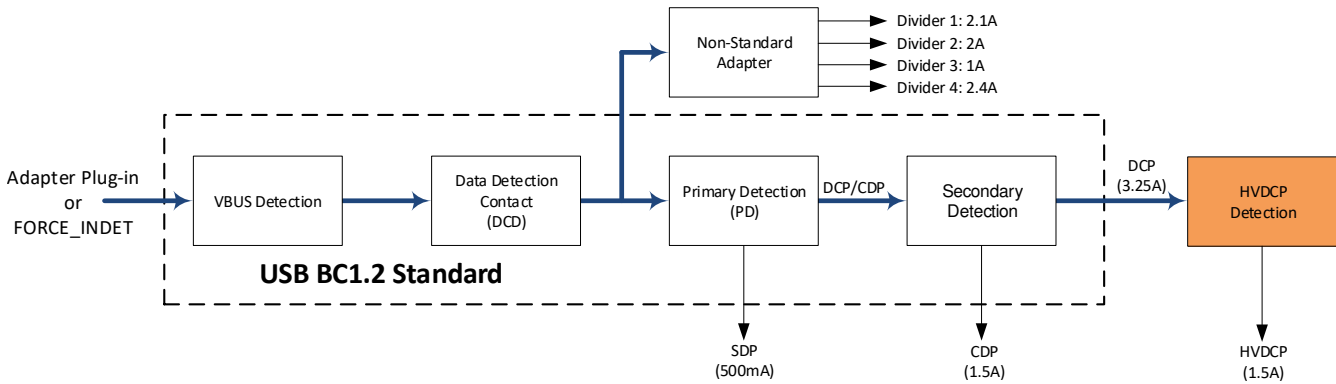 Non-Standard
Adapter
Divider 1: 2.1A
Divider 2: 2A
Divider 3: 1A
Divider 4: 2.4A
Adapter Plug-in
or
FORCE_INDET
VBUS Detection
Data Detection
Contact
(DCD)
Primary Detection
(PD)
DCP/CDP
Secondary
Detection
DCP
(3.25A)
HVDCP
Detection
USB BC1.2 Standard
SDP
(500mA)
CDP
(1.5A)
HVDCP
(1.5A)